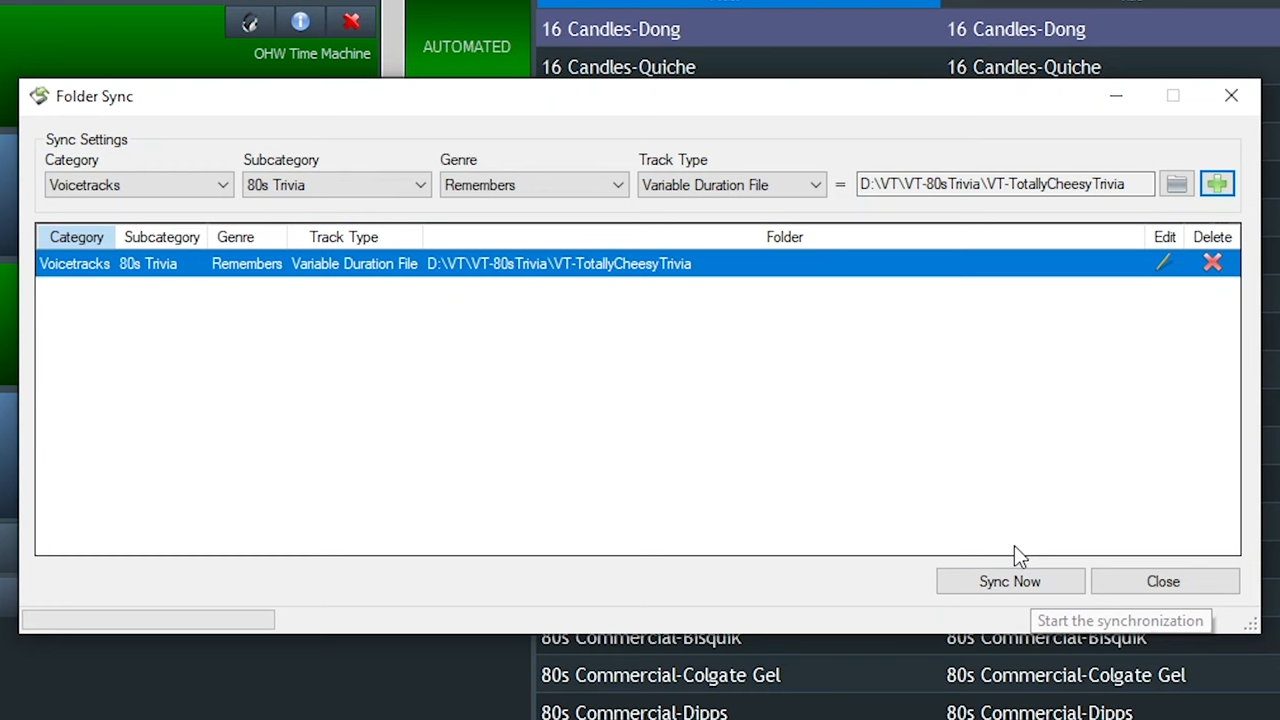 OHW Time Machine
AUTOMATED
16 Candles-Dong 16 Candles-Dong
16 Candles-Quiche 16 Candles-Quiche
Folder Sync
Sync Settings
Category Subcategory Genre Track Type
Voicetracks 80s Trivia Remembers Variable Duration File = D:\VT\VT-80sTrivia\VT-TotallyCheesyTrivia
Category Subcategory Genre Track Type Folder Edit Delete
Voicetracks 80s Trivia Remembers Variable Duration File D:\VT\VT-80sTrivia\VT-TotallyCheesyTrivia
Sync Now Close
Start the synchronization
80s Commercial-Bisquik 80s Commercial-Bisquik
80s Commercial-Colgate Gel 80s Commercial-Colgate Gel
80s Commercial-Dipps 80s Commercial-Dipps